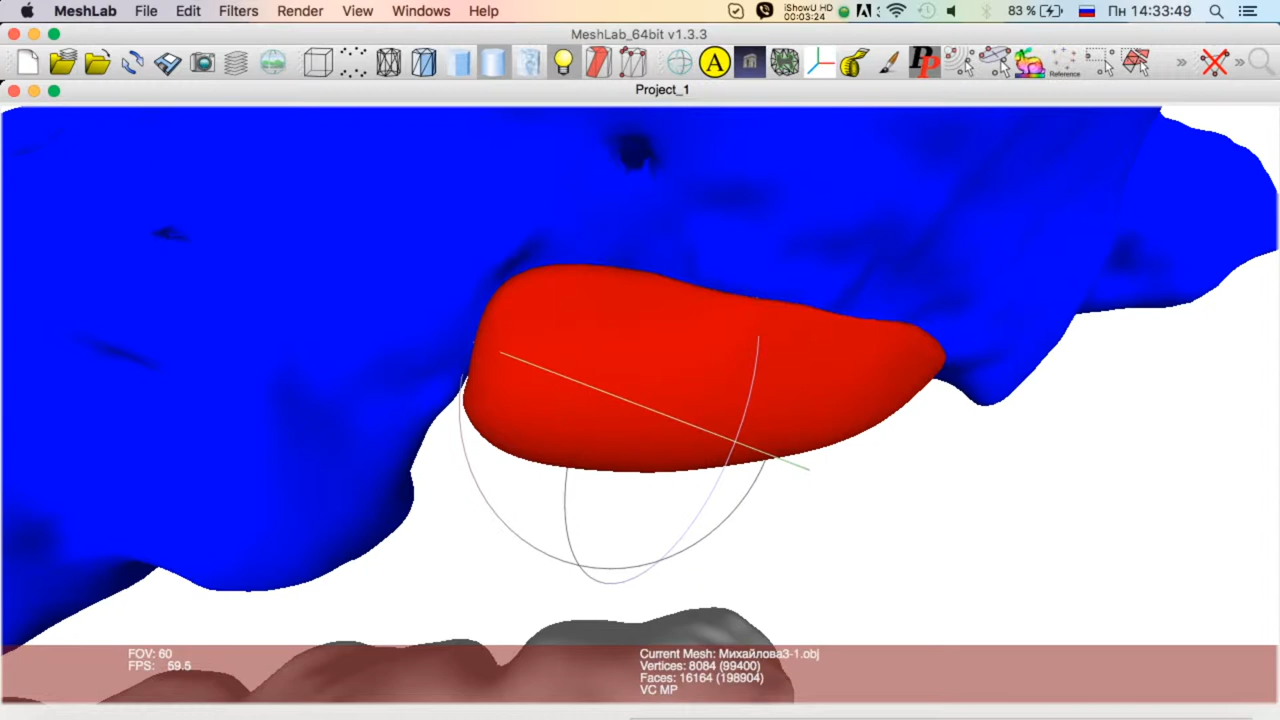 MeshLab File Edit Filters Render View Windows Help
iShowU HD
00:03:24
83 %
Пн 14:33:49
MeshLab_64bit v1.3.3
A
PP
Reference
Project_1
FOV: 60
FPS: 59.5
Current Mesh: Михайлова3-1.obj
Vertices: 8084 (99400)
Faces: 16164 (198904)
VC MP